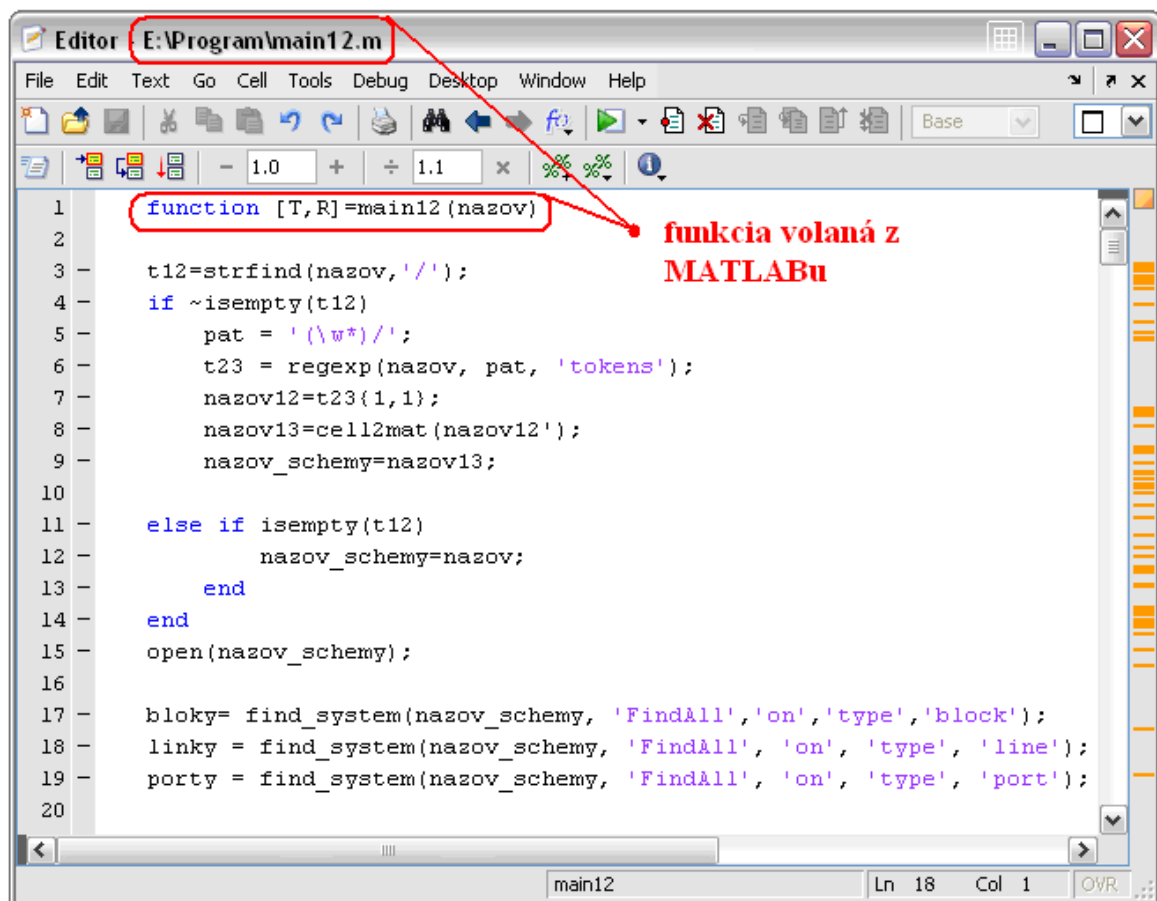 Editor - E:\Program\main12.m
File Edit Text Go Cell Tools Debug Desktop Window Help
Base
- 1.0 + ÷ 1.1 ×
1 function [T,R]=main12(nazov)
2
3 - t12=strfind(nazov,'/');
4 - if ~isempty(t12)
5 - pat = '(\w*)/';
6 - t23 = regexp(nazov, pat, 'tokens');
7 - nazov12=t23{1,1};
8 - nazov13=cell2mat(nazov12');
9 - nazov_schemy=nazov13;
10
11 - else if isempty(t12)
12 - nazov_schemy=nazov;
13 - end
14 - end
15 - open(nazov_schemy);
16
17 - bloky= find_system(nazov_schemy, 'FindAll','on','type','block');
18 - linky = find_system(nazov_schemy, 'FindAll', 'on', 'type', 'line');
19 - porty = find_system(nazov_schemy, 'FindAll', 'on', 'type', 'port');
20
funkcia volaná z
MATLABu
main12 Ln 18 Col 1 OVR